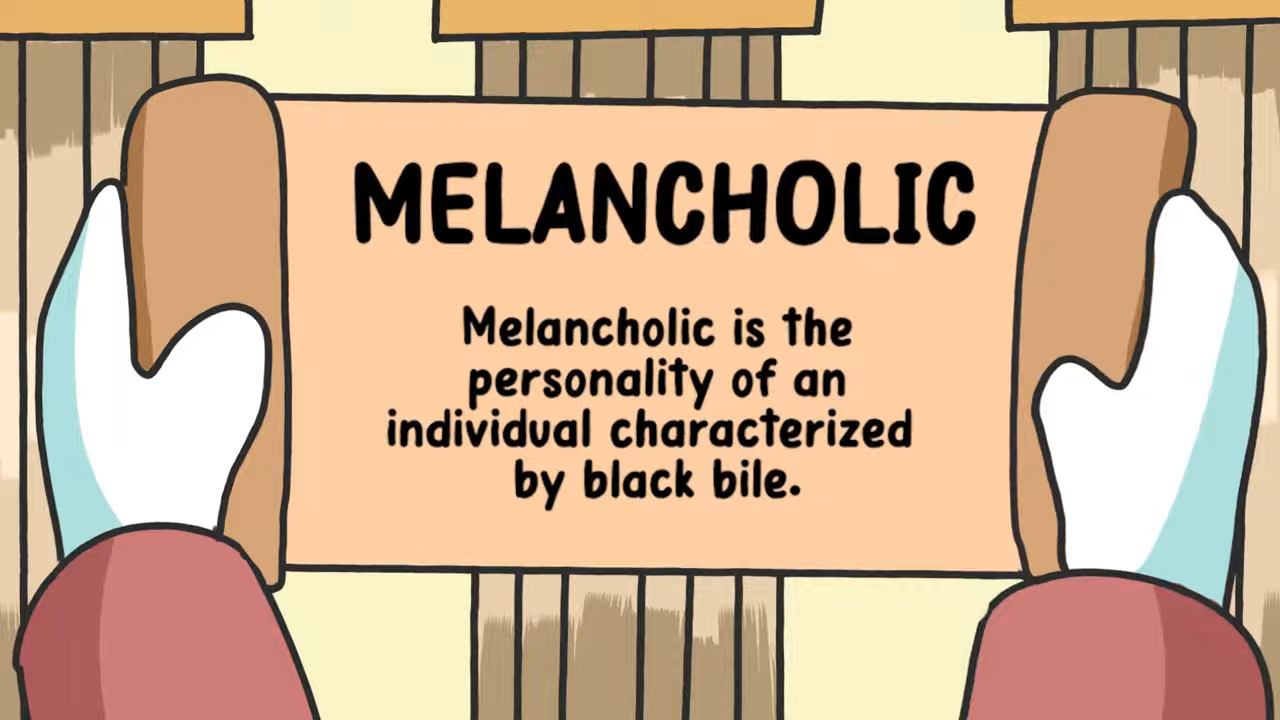 MELANCHOLIC
Melancholic is the
personality of an
individual characterized
by black bile.